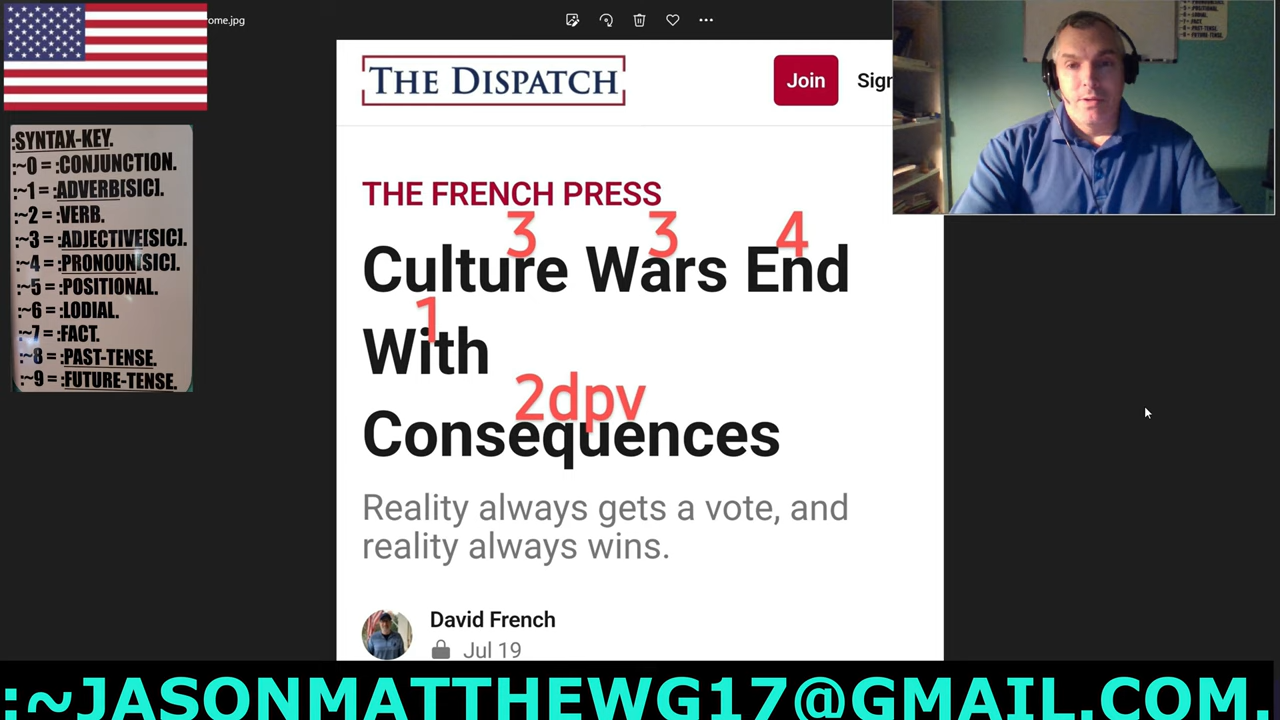 ome.jpg
:SYNTAX-KEY.
:~0 = :CONJUNCTION.
:~1 = :ADVERB[SIC].
:~2 = :VERB.
:~3 = :ADJECTIVE[SIC].
:~4 = :PRONOUN[SIC].
:~5 = :POSITIONAL.
:~6 = :LODIAL.
:~7 = :FACT.
:~8 = :PAST-TENSE.
:~9 = :FUTURE-TENSE.
THE DISPATCH
Join Sign
THE FRENCH PRESS
3 3 4
Culture Wars End
1
With
2dpv
Consequences
Reality always gets a vote, and
reality always wins.
David French
Jul 19
:~JASONMATTHEWG17@GMAIL.COM.